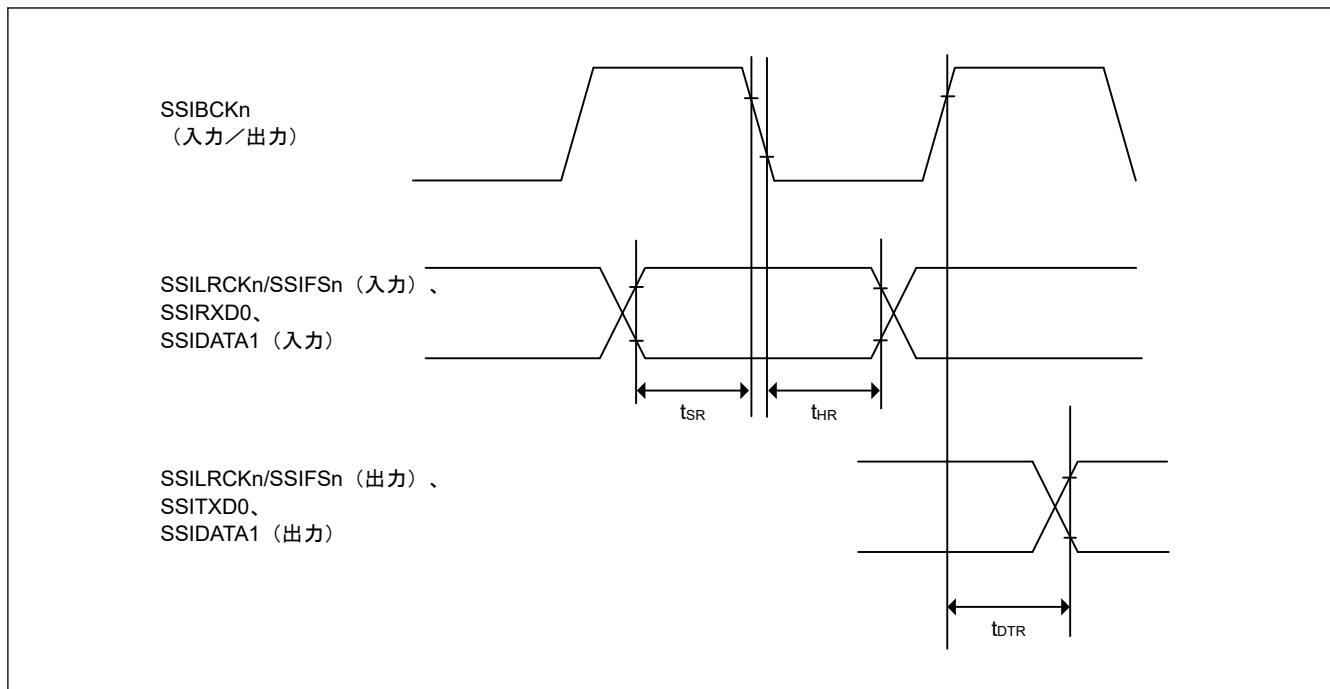 SSIBCKn
（入力／出力）
SSILRCKn/SSIFSn（入力）、
SSIRXD0、
SSIDATA1（入力）
tSR
tHR
SSILRCKn/SSIFSn（出力）、
SSITXD0、
SSIDATA1（出力）
tDTR